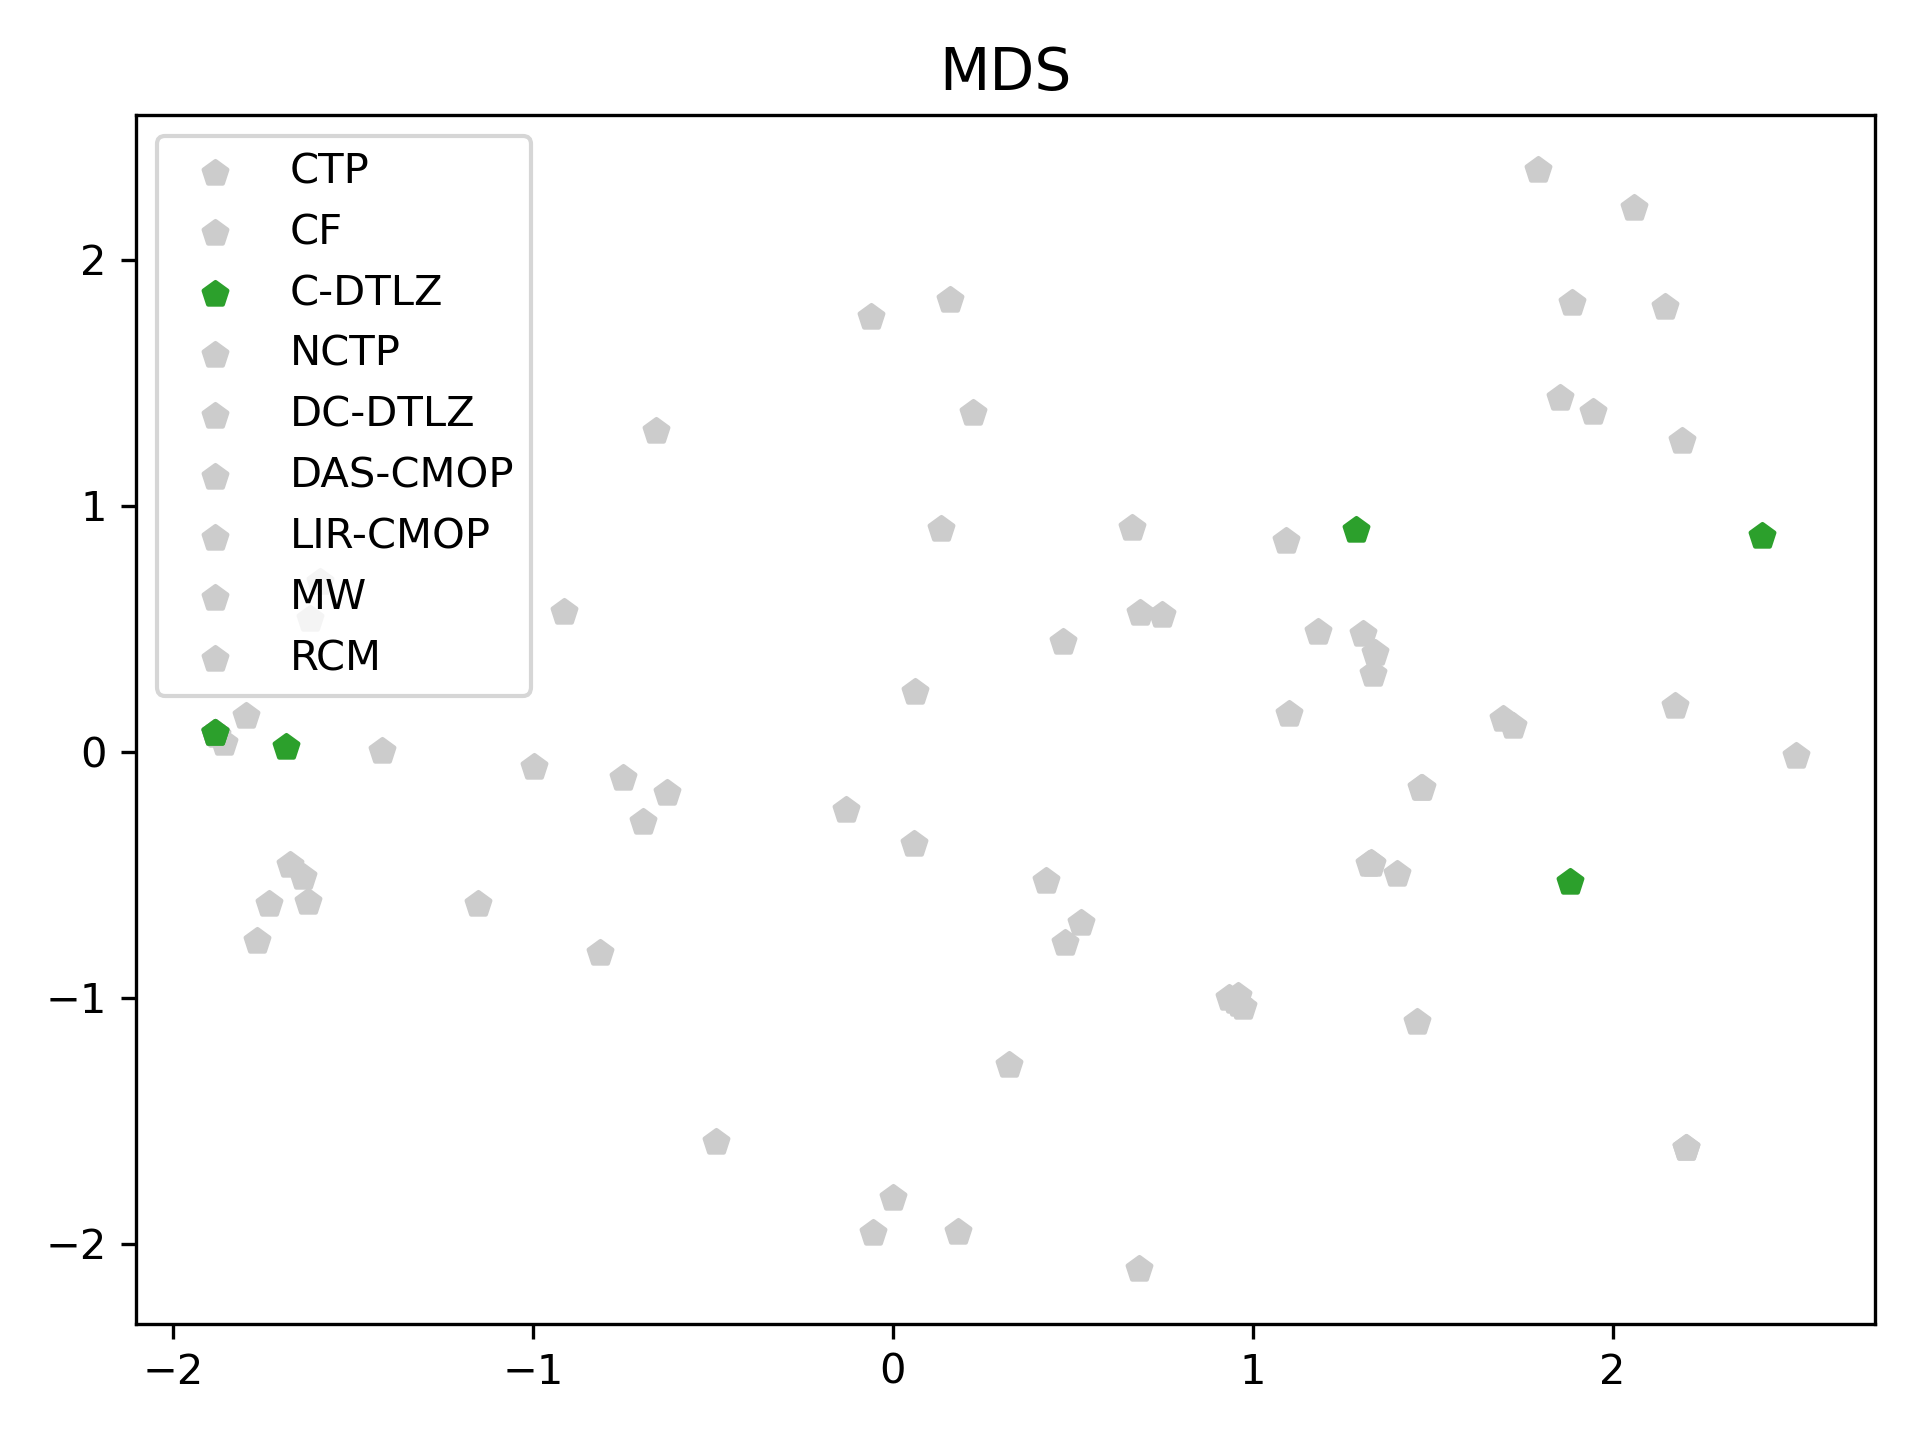 MDS
CTP
CF
C-DTLZ
NCTP
DC-DTLZ
DAS-CMOP
LIR-CMOP
MW
RCM
2
1
0
−1
−2
−2
−1
0
1
2